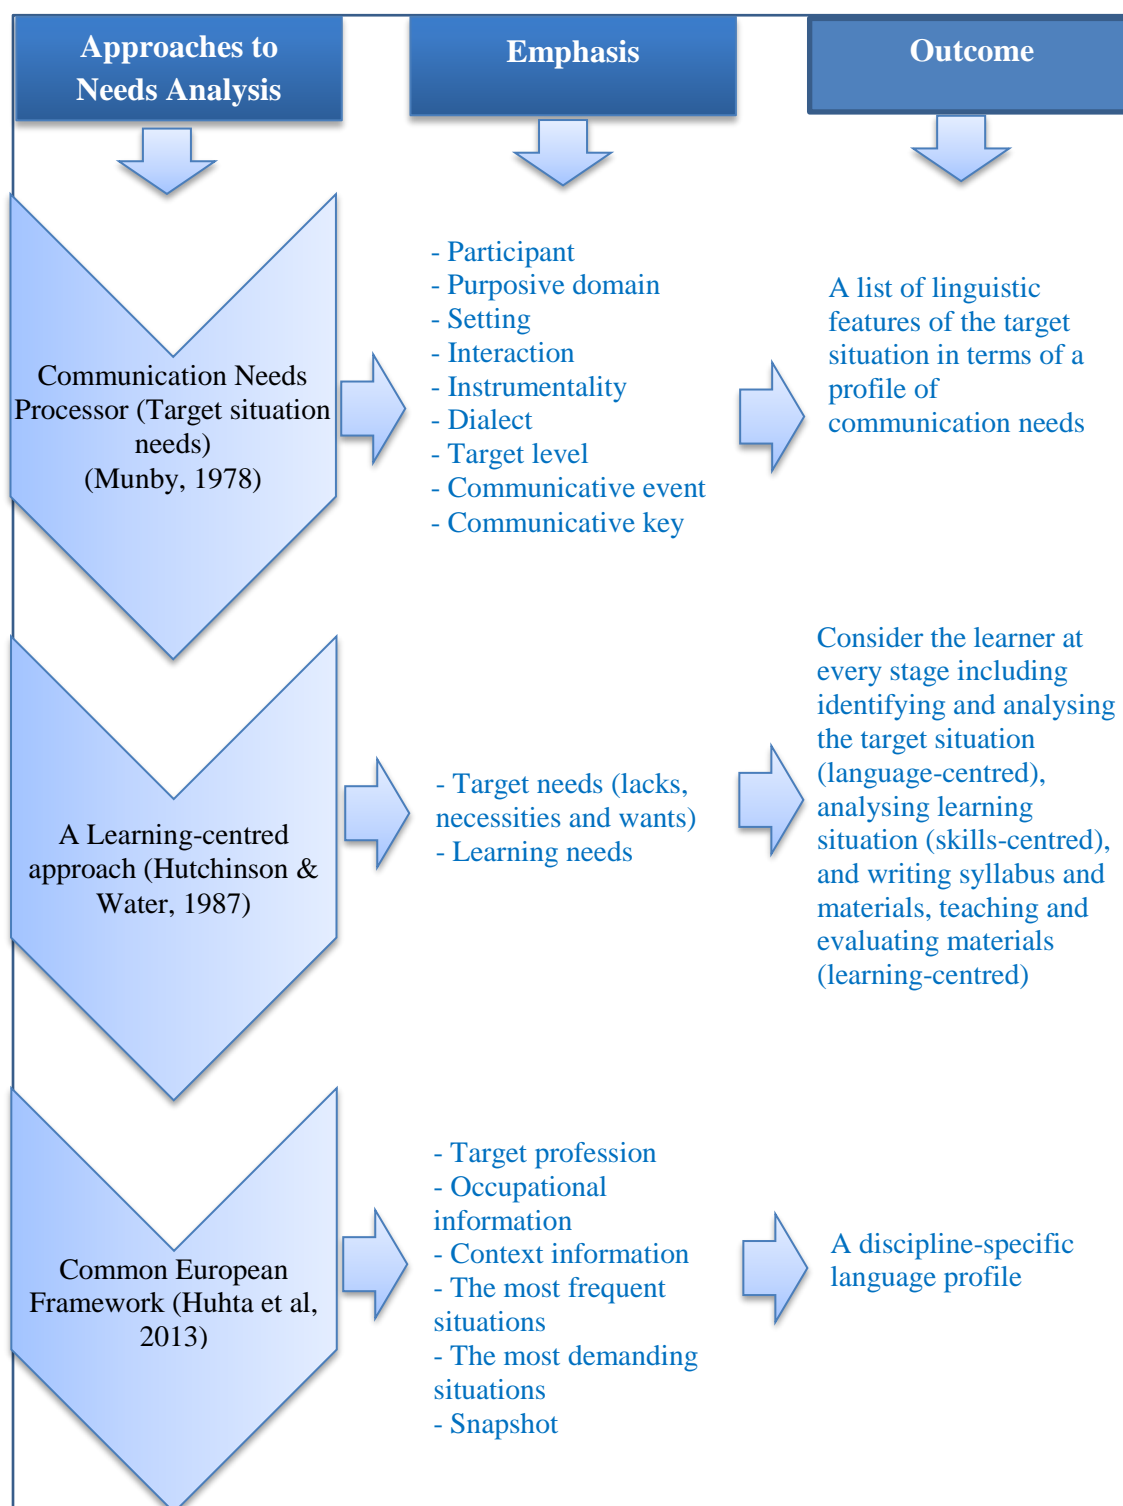 Approaches to
Needs Analysis
Emphasis
Outcome
Communication Needs
Processor (Target situation
needs)
(Munby, 1978)
- Participant
- Purposive domain
- Setting
- Interaction
- Instrumentality
- Dialect
- Target level
- Communicative event
- Communicative key
A list of linguistic
features of the target
situation in terms of a
profile of
communication needs
A Learning-centred
approach (Hutchinson &
Water, 1987)
- Target needs (lacks,
necessities and wants)
- Learning needs
Consider the learner at
every stage including
identifying and analysing
the target situation
(language-centred),
analysing learning
situation (skills-centred),
and writing syllabus and
materials, teaching and
evaluating materials
(learning-centred)
Common European
Framework (Huhta et al,
2013)
- Target profession
- Occupational
information
- Context information
- The most frequent
situations
- The most demanding
situations
- Snapshot
A discipline-specific
language profile